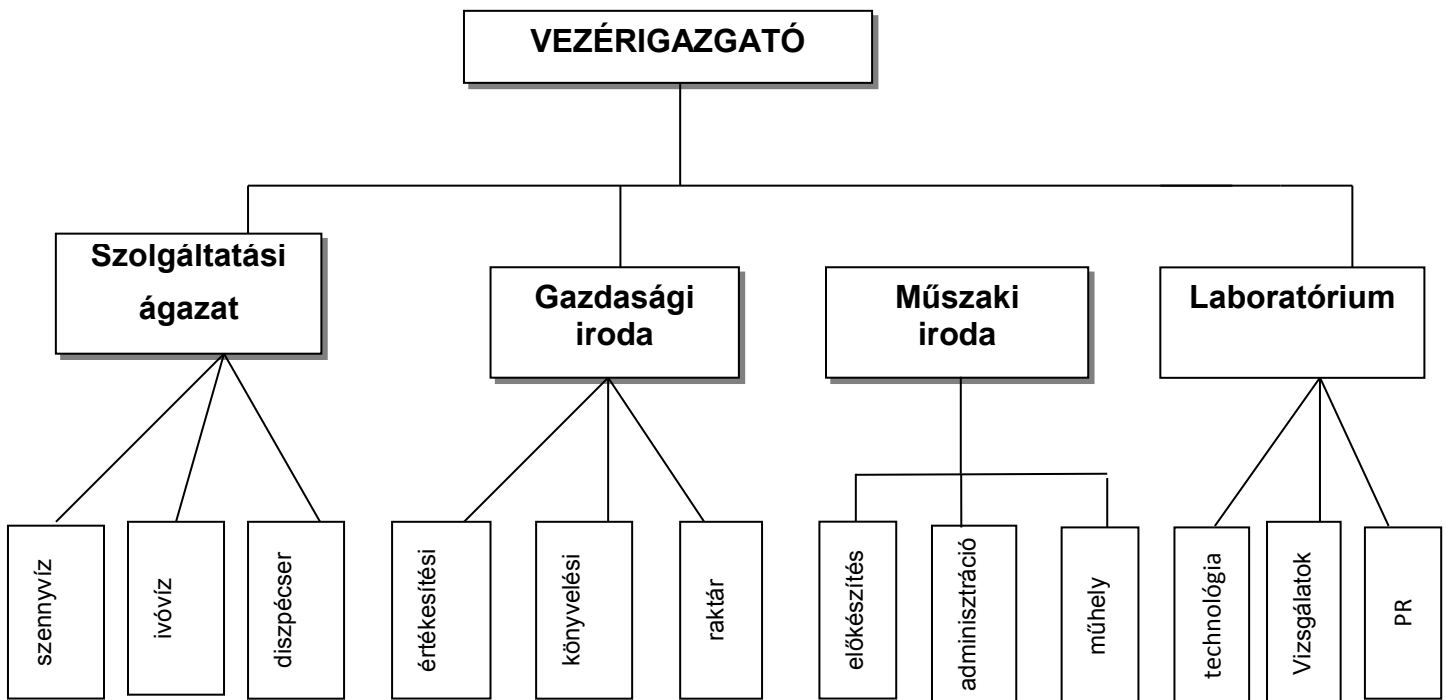 VEZÉRIGAZGATÓ
Szolgáltatási
ágazat
Gazdasági
iroda
Műszaki
iroda
Laboratórium
szennyvíz
ivóvíz
diszpécser
értékesítési
könyvelési
raktár
előkészítés
adminisztráció
műhely
technológia
Vizsgálatok
PR